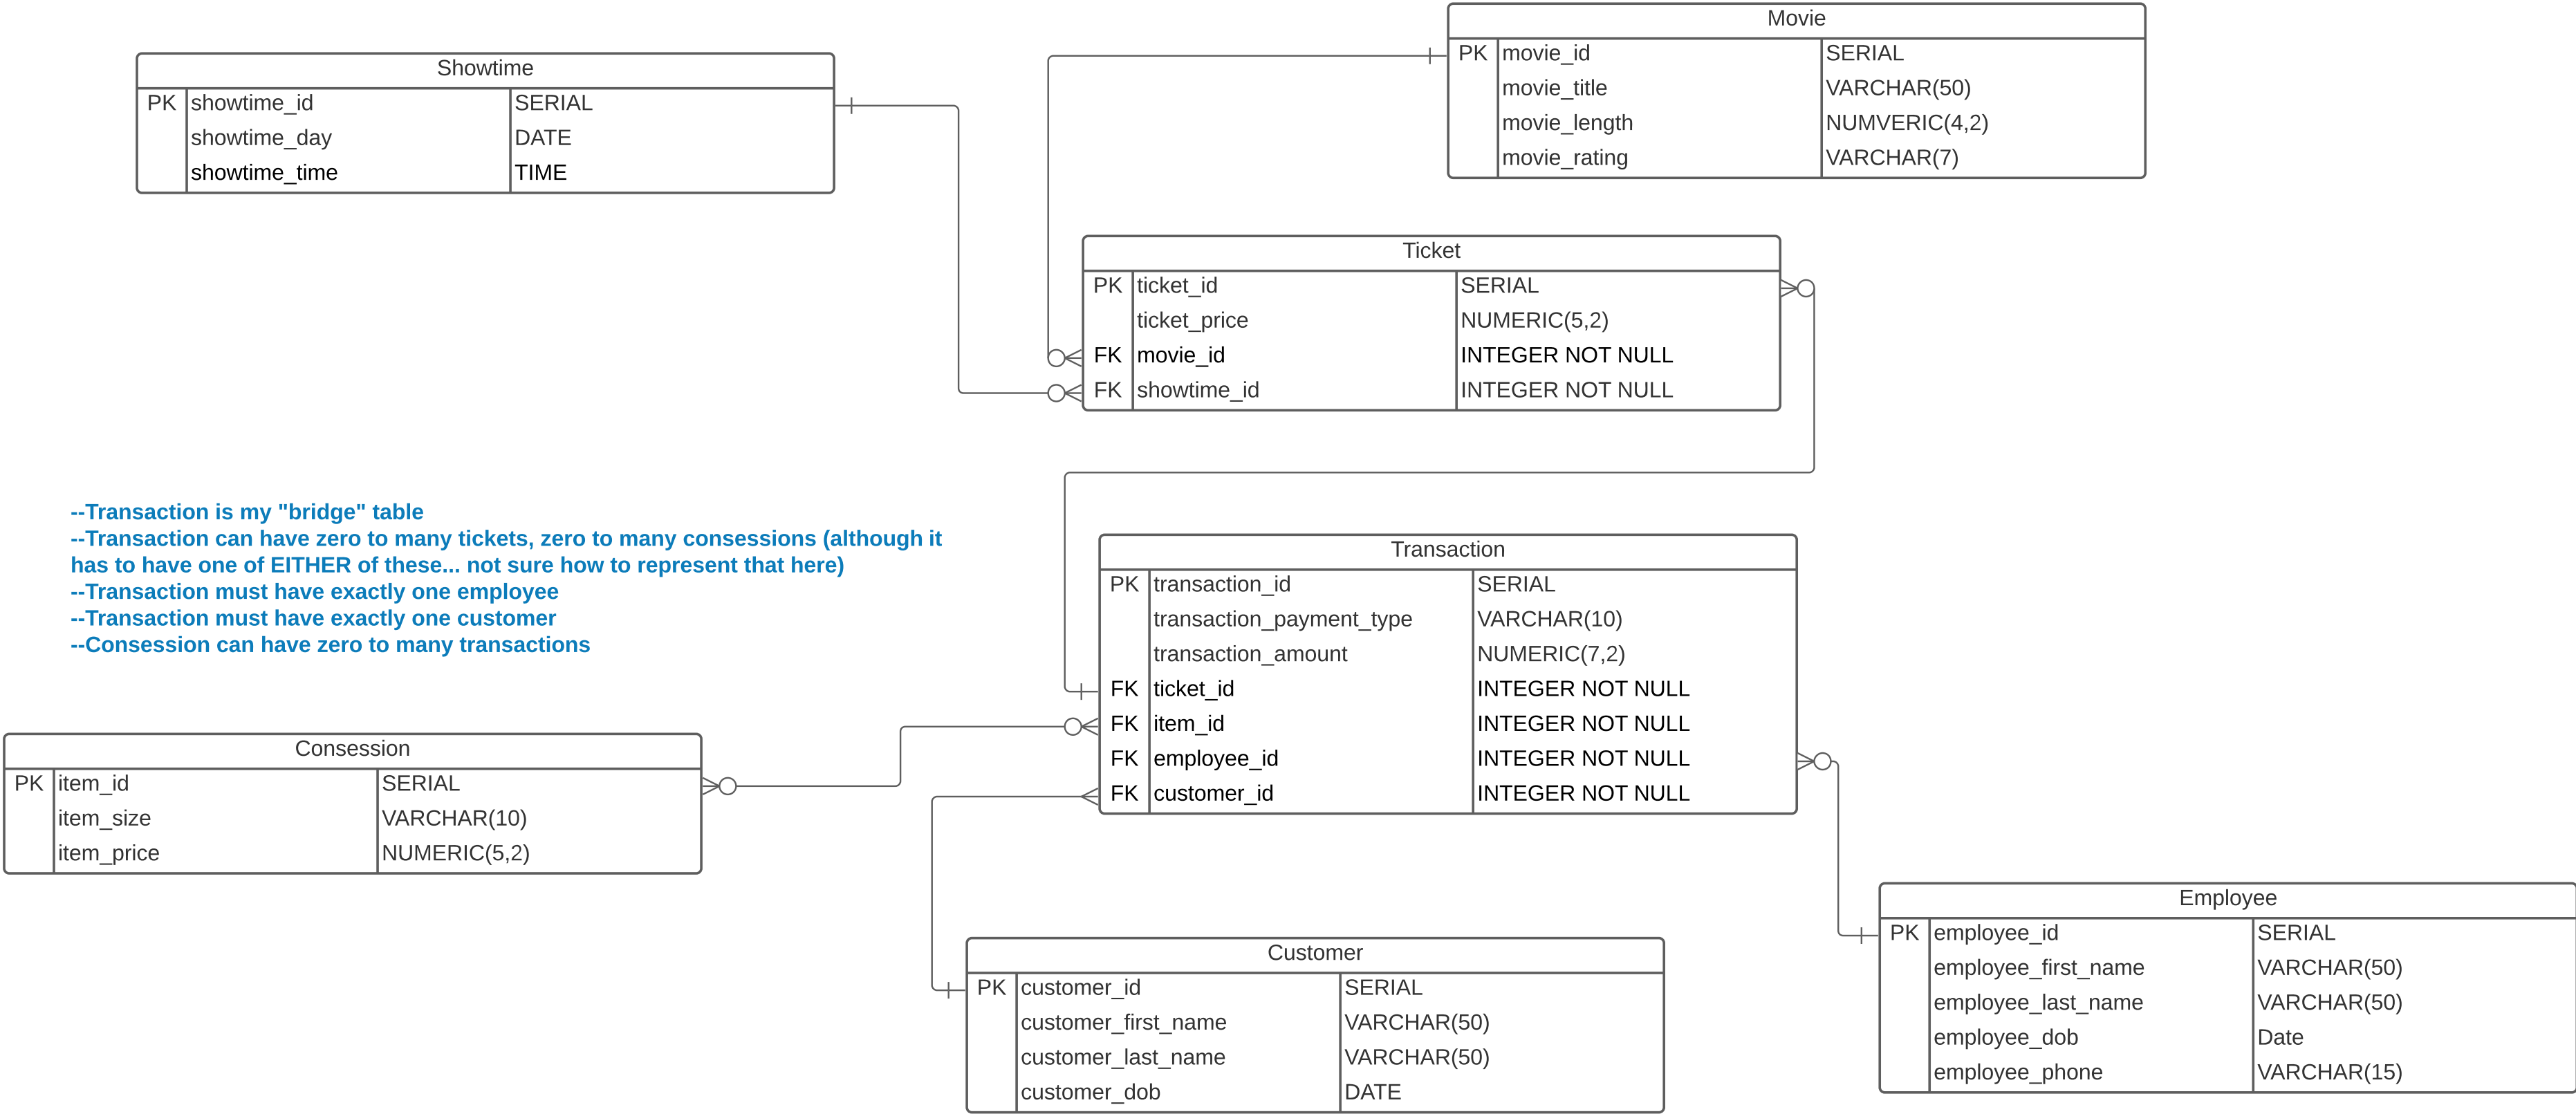 Movie
PK movie_id SERIAL
movie_title VARCHAR(50)
movie_length NUMVERIC(4,2)
movie_rating VARCHAR(7)
Showtime
PK showtime_id SERIAL
showtime_day DATE
showtime_time TIME
Ticket
PK ticket_id SERIAL
ticket_price NUMERIC(5,2)
FK movie_id INTEGER NOT NULL
FK showtime_id INTEGER NOT NULL
--Transaction is my "bridge" table
--Transaction can have zero to many tickets, zero to many consessions (although it
has to have one of EITHER of these... not sure how to represent that here)
--Transaction must have exactly one employee
--Transaction must have exactly one customer
--Consession can have zero to many transactions
Transaction
PK transaction_id SERIAL
transaction_payment_type VARCHAR(10)
transaction_amount NUMERIC(7,2)
FK ticket_id INTEGER NOT NULL
FK item_id INTEGER NOT NULL
FK employee_id INTEGER NOT NULL
FK customer_id INTEGER NOT NULL
Consession
PK item_id SERIAL
item_size VARCHAR(10)
item_price NUMERIC(5,2)
Customer
PK customer_id SERIAL
customer_first_name VARCHAR(50)
customer_last_name VARCHAR(50)
customer_dob DATE
Employee
PK employee_id SERIAL
employee_first_name VARCHAR(50)
employee_last_name VARCHAR(50)
employee_dob Date
employee_phone VARCHAR(15)